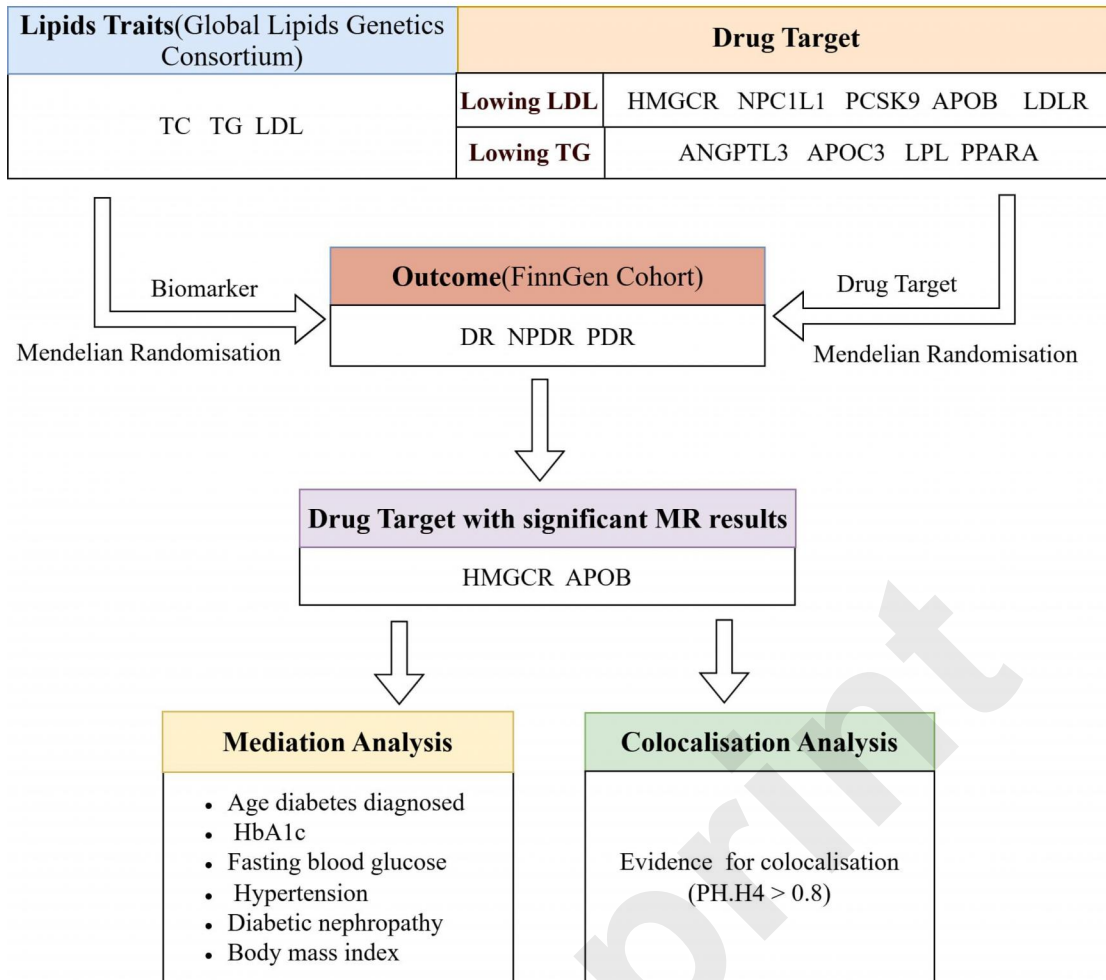 Lipids Traits(Global Lipids Genetics
Consortium)
Drug Target
TC TG LDL
Lowing LDL
HMGCR NPC1L1 PCSK9 APOB LDLR
Lowing TG
ANGPTL3 APOC3 LPL PPARA
Biomarker
Mendelian Randomisation
Outcome(FinnGen Cohort)
DR NPDR PDR
Drug Target
Mendelian Randomisation
Drug Target with significant MR results
HMGCR APOB
Mediation Analysis
• Age diabetes diagnosed
• HbA1c
• Fasting blood glucose
• Hypertension
• Diabetic nephropathy
• Body mass index
Colocalisation Analysis
Evidence for colocalisation
(PH.H4 > 0.8)
print